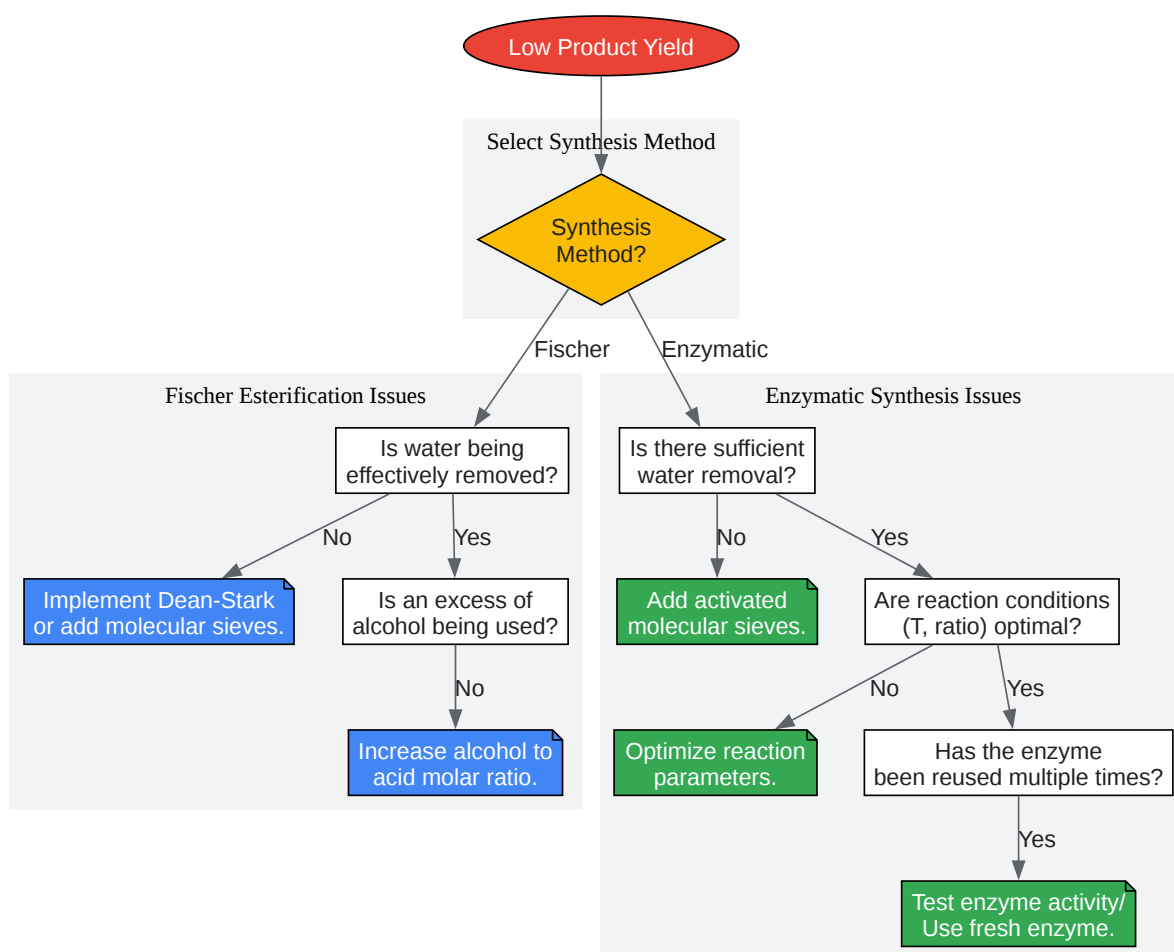 Low Product Yield
Select Synthesis Method
Synthesis
Method?
Fischer
Enzymatic
Fischer Esterification Issues
Is water being
effectively removed?
No
Yes
Implement Dean-Stark
or add molecular sieves.
Is an excess of
alcohol being used?
No
Increase alcohol to
acid molar ratio.
Enzymatic Synthesis Issues
Is there sufficient
water removal?
No
Yes
Add activated
molecular sieves.
Are reaction conditions
(T, ratio) optimal?
No
Yes
Optimize reaction
parameters.
Has the enzyme
been reused multiple times?
Yes
Test enzyme activity/
Use fresh enzyme.